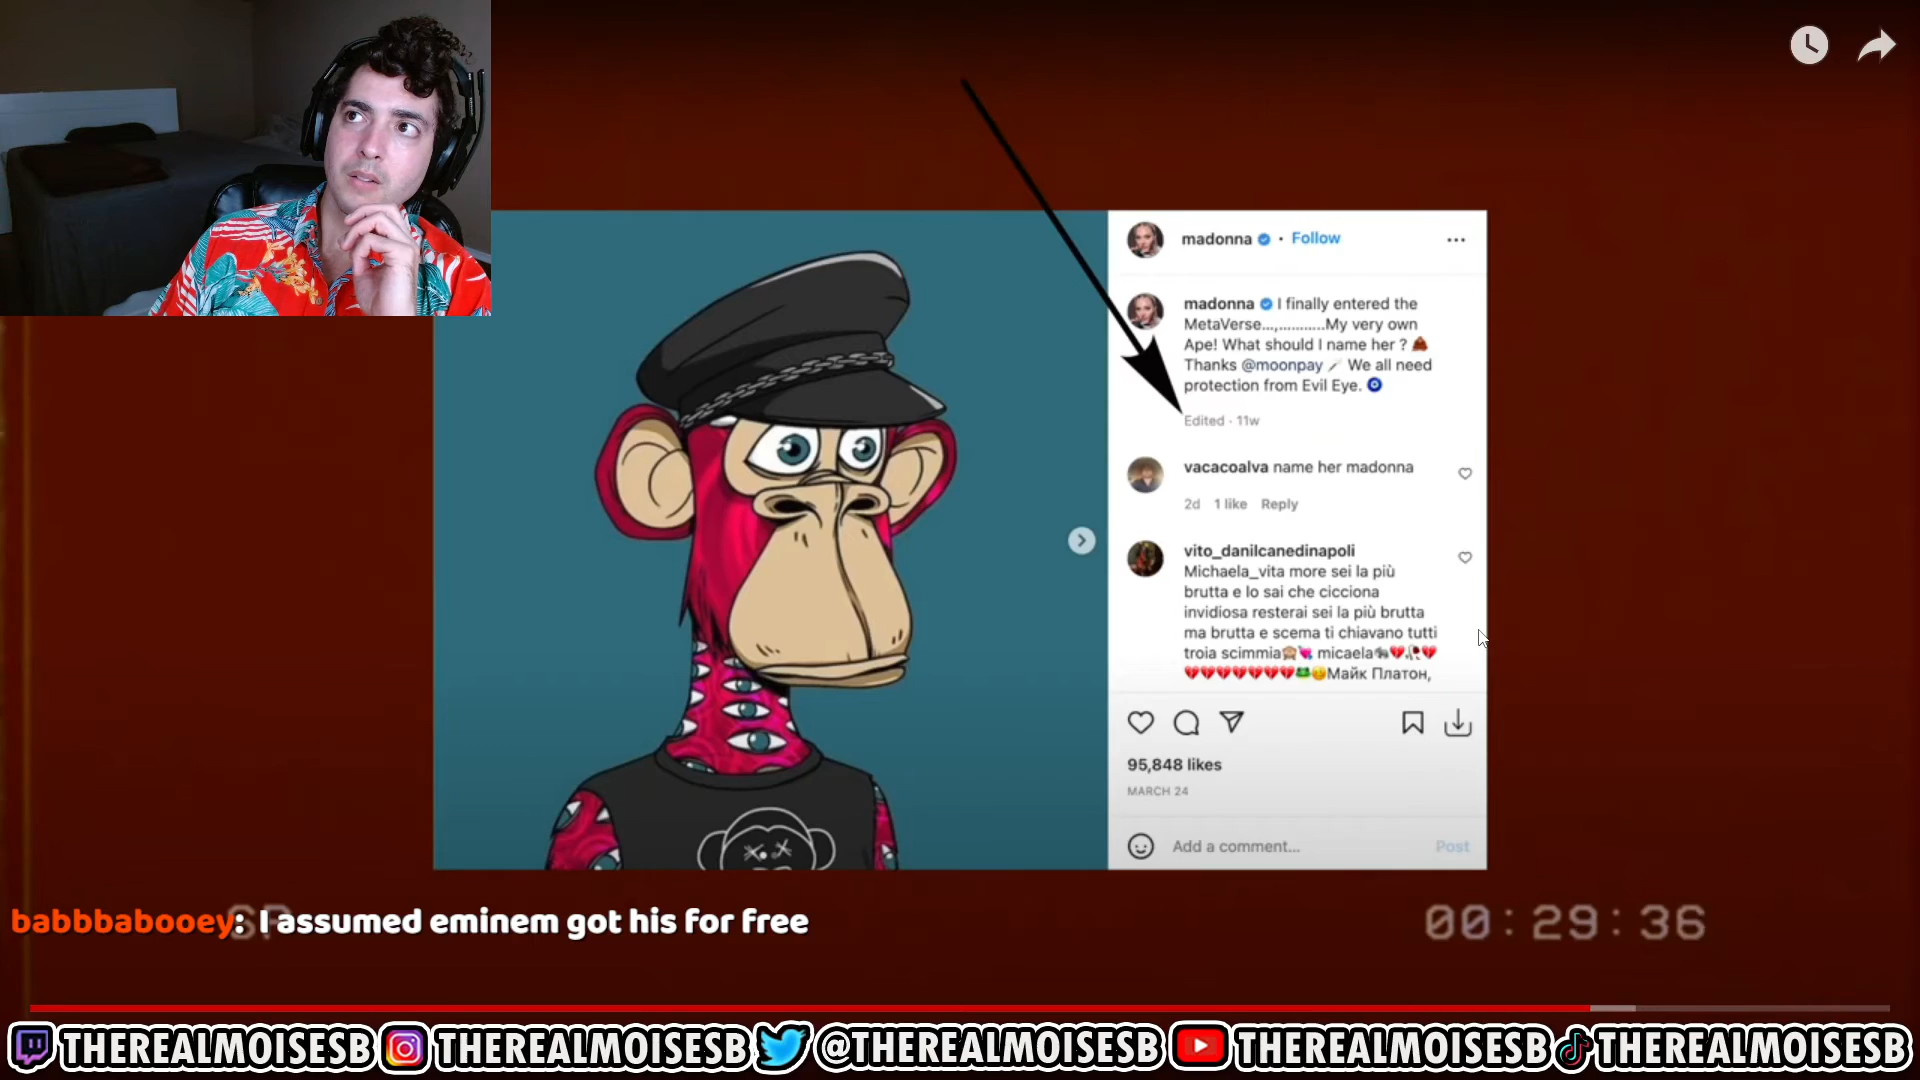 madonna • Follow
madonna I finally entered the
MetaVerse...,...........My very own
Ape! What should I name her ?
Thanks @moonpay We all need
protection from Evil Eye.
Edited · 11w
vacacoalva name her madonna
2d 1 like Reply
vito_danilcanedinapoli
Michaela_vita more sei la più
brutta e lo sai che cicciona
invidiosa resterai sei la più brutta
ma brutta e scema ti chiavano tutti
troia scimmia micaela
Майк Платон,
95,848 likes
MARCH 24
Add a comment... Post
babbbabooey: I assumed eminem got his for free
SP
00:29:36
THEREALMOISESB THEREALMOISESB @THEREALMOISESB THEREALMOISESB THEREALMOISESB